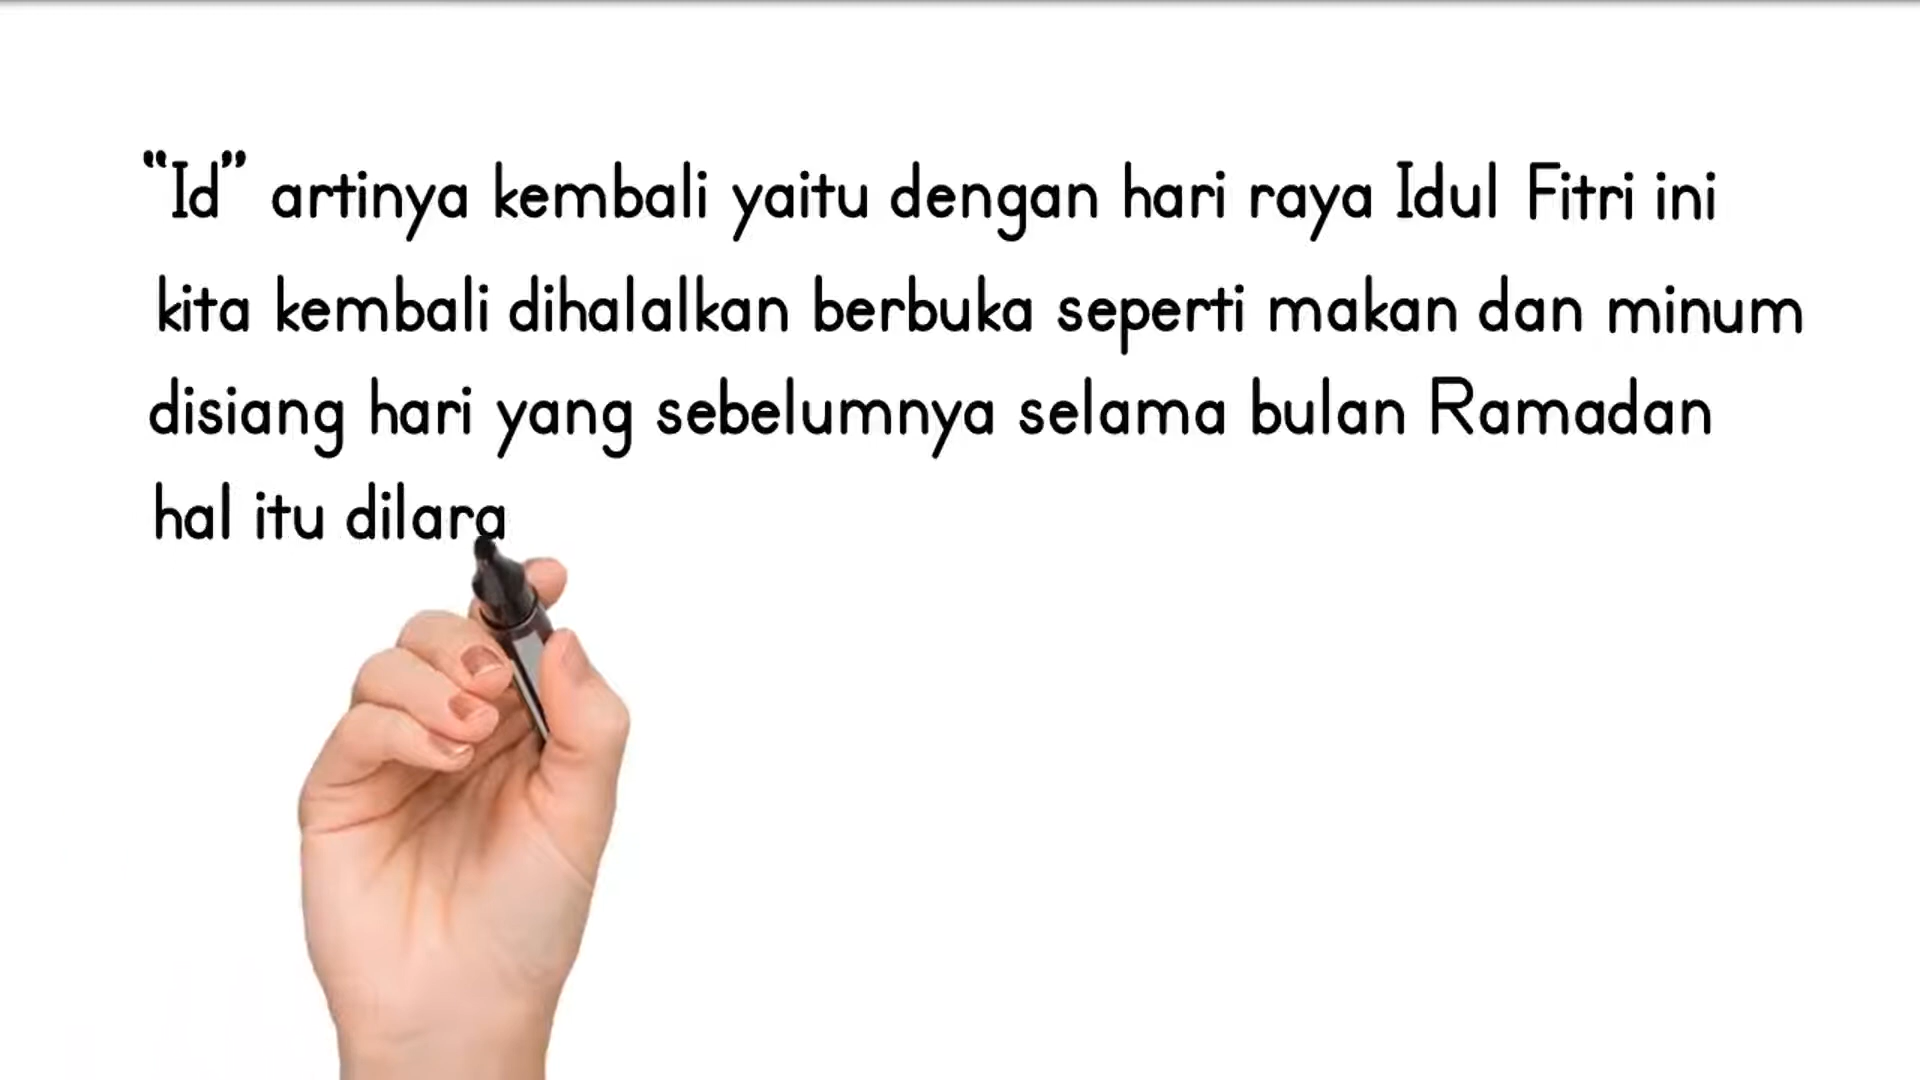 “Id” artinya kembali yaitu dengan hari raya Idul Fitri ini
kita kembali dihalalkan berbuka seperti makan dan minum
disiang hari yang sebelumnya selama bulan Ramadan
hal itu dilara